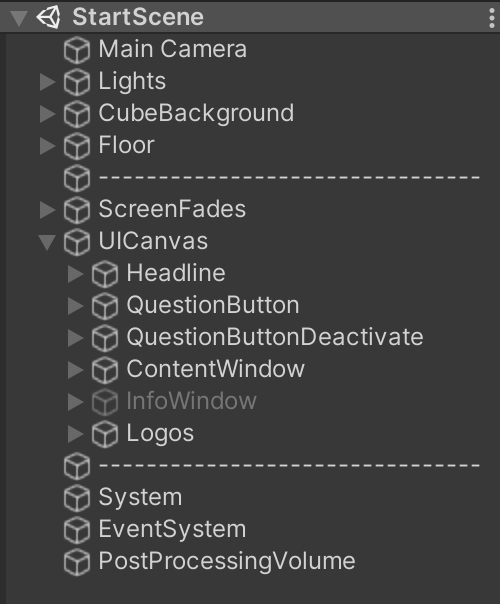 StartScene
Main Camera
Lights
CubeBackground
Floor
--------------------------------
ScreenFades
UICanvas
Headline
QuestionButton
QuestionButtonDeactivate
ContentWindow
InfoWindow
Logos
--------------------------------
System
EventSystem
PostProcessingVolume